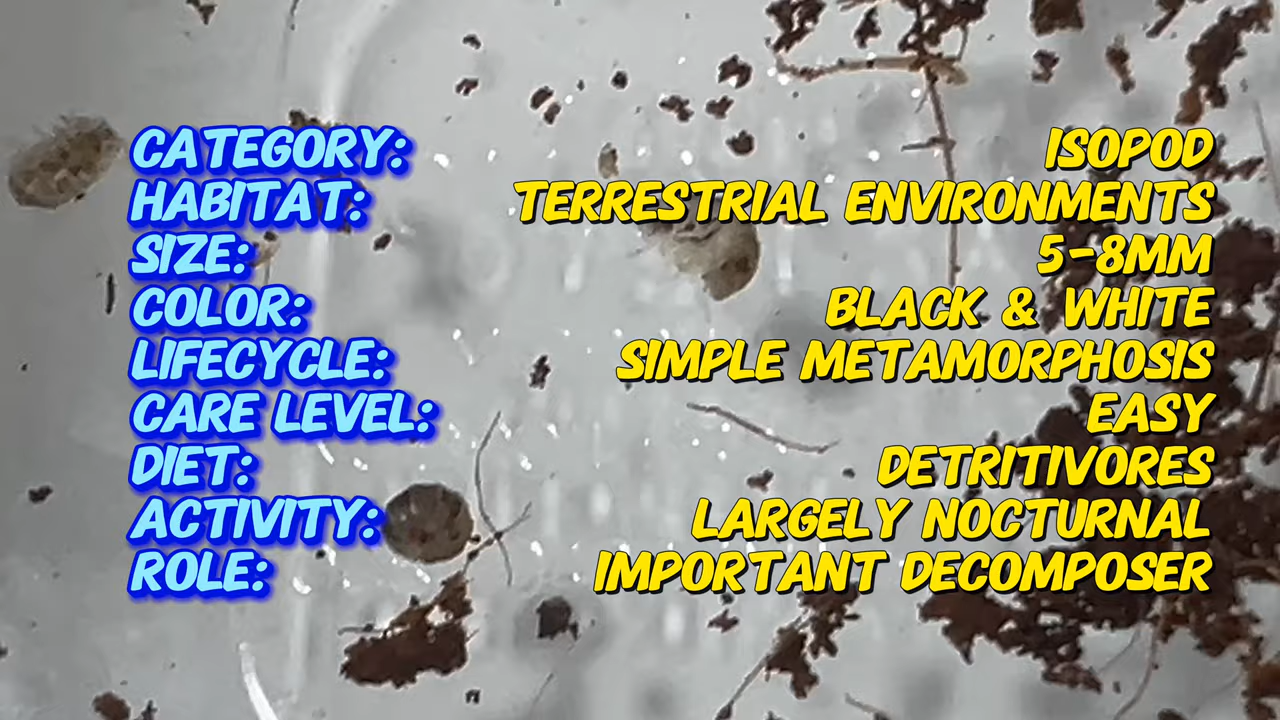 CATEGORY: ISOPOD
HABITAT: TERRESTRIAL ENVIRONMENTS
SIZE: 5-8MM
COLOR: BLACK & WHITE
LIFECYCLE: SIMPLE METAMORPHOSIS
CARE LEVEL: EASY
DIET: DETRITIVORES
ACTIVITY: LARGELY NOCTURNAL
ROLE: IMPORTANT DECOMPOSER